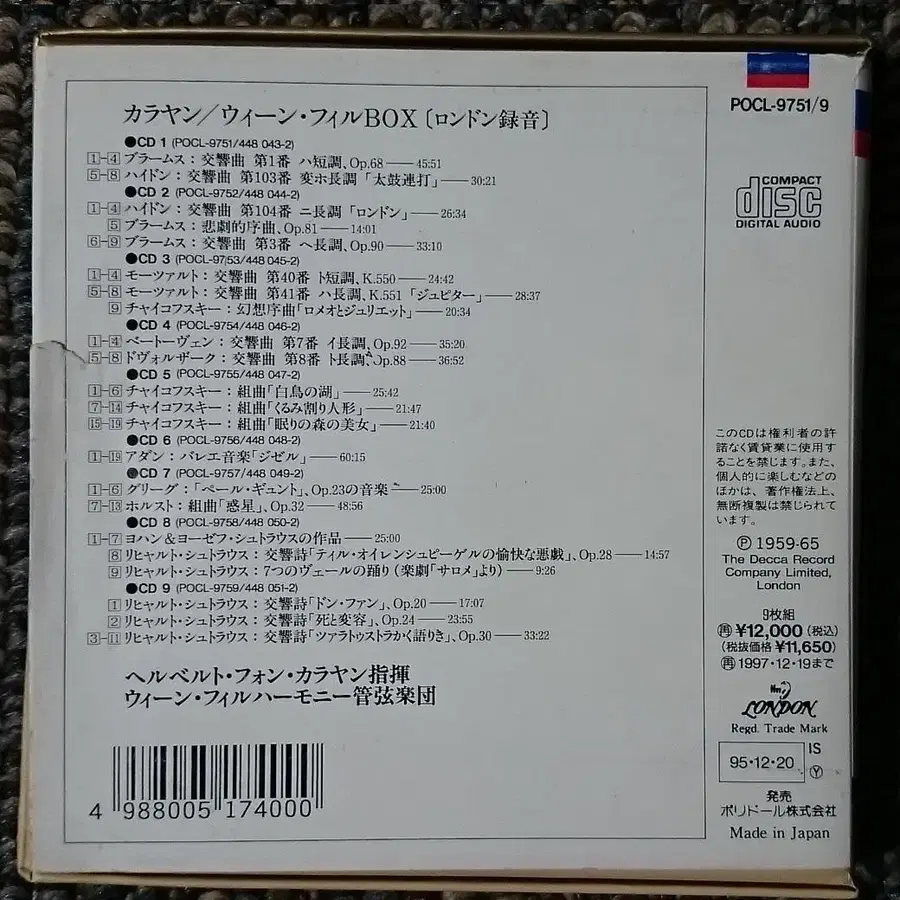 カラヤン/ウィーン・フィルBOX〔ロンドン録音〕
●CD 1 (POCL-9751/448 043-2)
1-4 ブラームス：交響曲 第1番 ハ短調、Op.68――45:51
5-8 ハイドン：交響曲 第103番 変ホ長調「太鼓連打」――30:21
●CD 2 (POCL-9752/448 044-2)
1-4 ハイドン：交響曲 第104番 ニ長調「ロンドン」――26:34
5 ブラームス：悲劇的序曲、Op.81――14:01
6-9 ブラームス：交響曲 第3番 ヘ長調、Op.90――33:10
●CD 3 (POCL-9753/448 045-2)
1-4 モーツァルト：交響曲 第40番 ト短調、K.550――24:42
5-8 モーツァルト：交響曲 第41番 ハ長調、K.551「ジュピター」――28:37
9 チャイコフスキー：幻想序曲「ロメオとジュリエット」――20:34
●CD 4 (POCL-9754/448 046-2)
1-4 ベートーヴェン：交響曲 第7番 イ長調、Op.92――35:20
5-8 ドヴォルザーク：交響曲 第8番 ト長調、Op.88――36:52
●CD 5 (POCL-9755/448 047-2)
1-6 チャイコフスキー：組曲「白鳥の湖」――25:42
7-14 チャイコフスキー：組曲「くるみ割り人形」――21:47
15-19 チャイコフスキー：組曲「眠りの森の美女」――21:40
●CD 6 (POCL-9756/448 048-2)
1-19 アダン：バレエ音楽「ジゼル」――60:15
●CD 7 (POCL-9757/448 049-2)
1-6 グリーグ：「ペール・ギュント」、Op.23の音楽――25:00
7-13 ホルスト：組曲「惑星」、Op.32――48:56
●CD 8 (POCL-9758/448 050-2)
1-7 ヨハン&ヨーゼフ・シュトラウスの作品――25:00
8 リヒャルト・シュトラウス：交響詩「ティル・オイレンシュピーゲルの愉快な悪戯」、Op.28――14:57
9 リヒャルト・シュトラウス：7つのヴェールの踊り(楽劇「サロメ」より)――9:26
●CD 9 (POCL-9759/448 051-2)
1 リヒャルト・シュトラウス：交響詩「ドン・ファン」、Op.20――17:07
2 リヒャルト・シュトラウス：交響詩「死と変容」、Op.24――23:55
3-11 リヒャルト・シュトラウス：交響詩「ツァラトゥストラかく語りき」、Op.30――33:22
ヘルベルト・フォン・カラヤン指揮
ウィーン・フィルハーモニー管弦楽団
4 988005 174000
POCL-9751/9
COMPACT
disc
DIGITAL AUDIO
このCDは権利者の許
諾なく賃貸業に使用す
ることを禁じます。また、
個人的に楽しむなどの
ほかは、著作権法上、
無断複製は禁じられて
います。
Ⓟ 1959-65
The Decca Record
Company Limited,
London
9枚組
再 ¥12,000(税込)
(税抜価格 ¥11,650)
再 1997・12・19まで
LONDON
Regd. Trade Mark
95・12・20
IS
Ⓨ
発売
ポリドール株式会社
Made in Japan